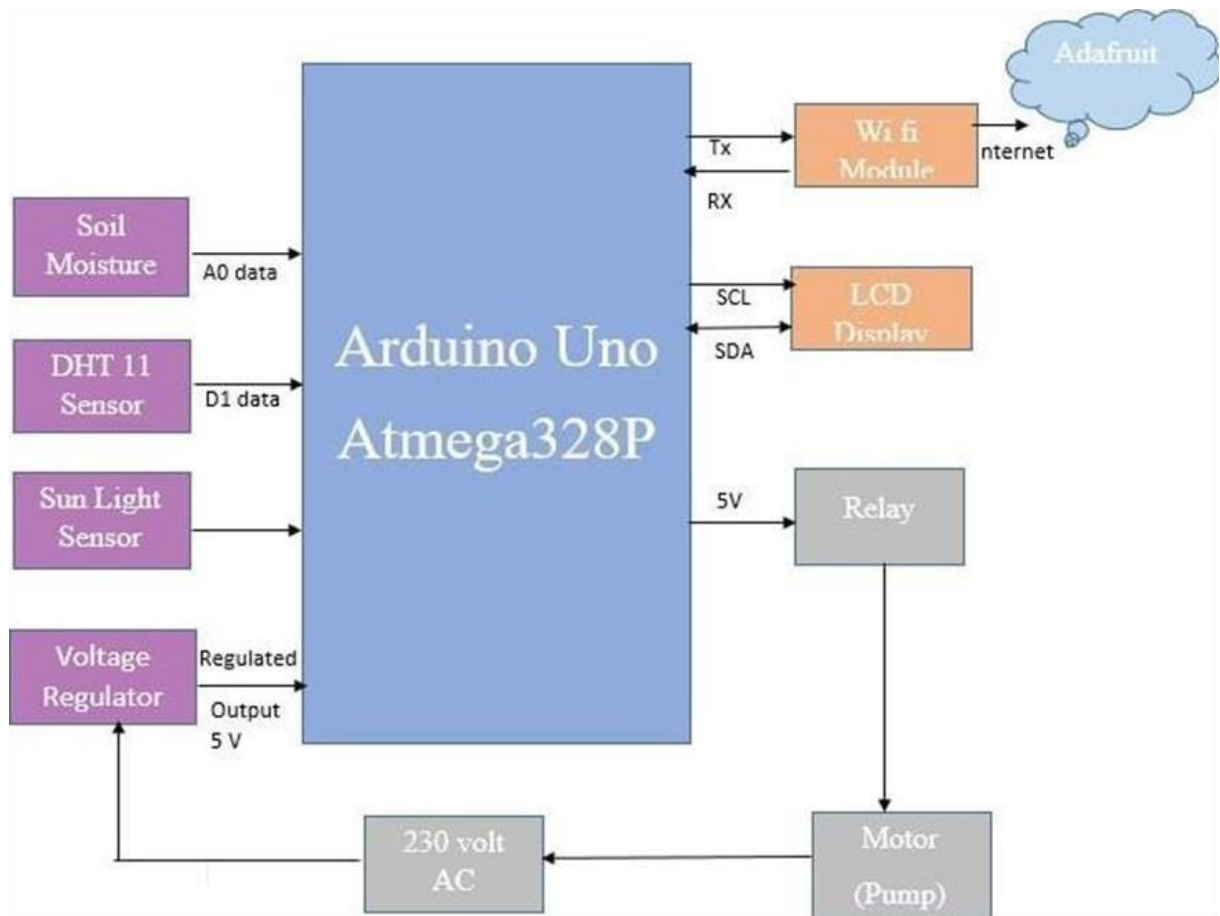 Adafruit
Wi fi
Module
Tx
RX
nternet
Soil
Moisture
A0 data
SCL
LCD
Display
SDA
Arduino Uno
Atmega328P
DHT 11
Sensor
D1 data
Sun Light
Sensor
5V
Relay
Voltage
Regulator
Regulated
Output
5 V
230 volt
AC
Motor
(Pump)